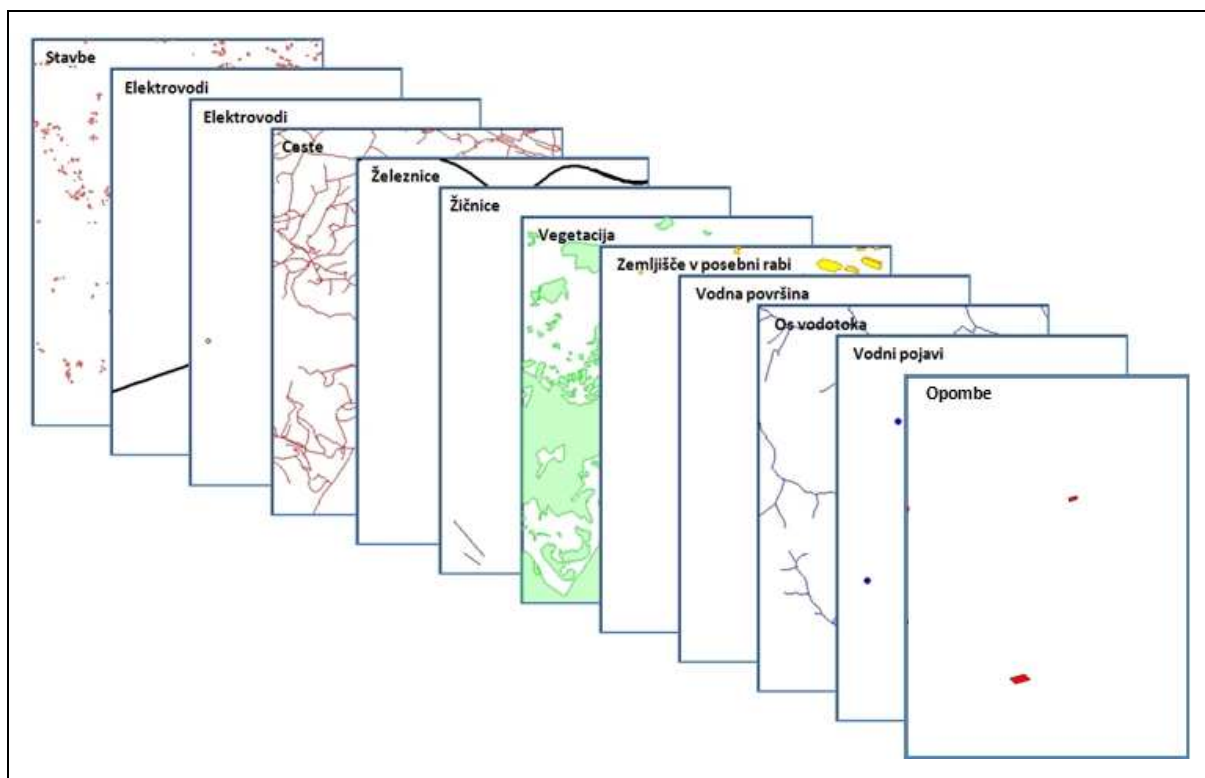 Stavbe
Elektrovodi
Elektrovodi
Ceste
Železnice
Žičnice
Vegetacija
Zemljišče v posebni rabi
Vodna površina
Os vodotoka
Vodni pojavi
Opombe